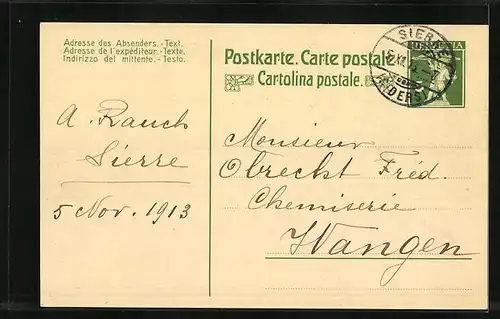 Adresse des Absenders.-Text.
Adresse de l'expéditeur.-Texte.
Indirizzo del mittente.-Testo.
Postkarte. Carte postale.
Cartolina postale.
SIERRE
(SIDERS)
HELVETIA
A. Rauch
Sierre
5 Nov. 1913
Monsieur
Obrecht Fréd.
Chemiserie
Wangen